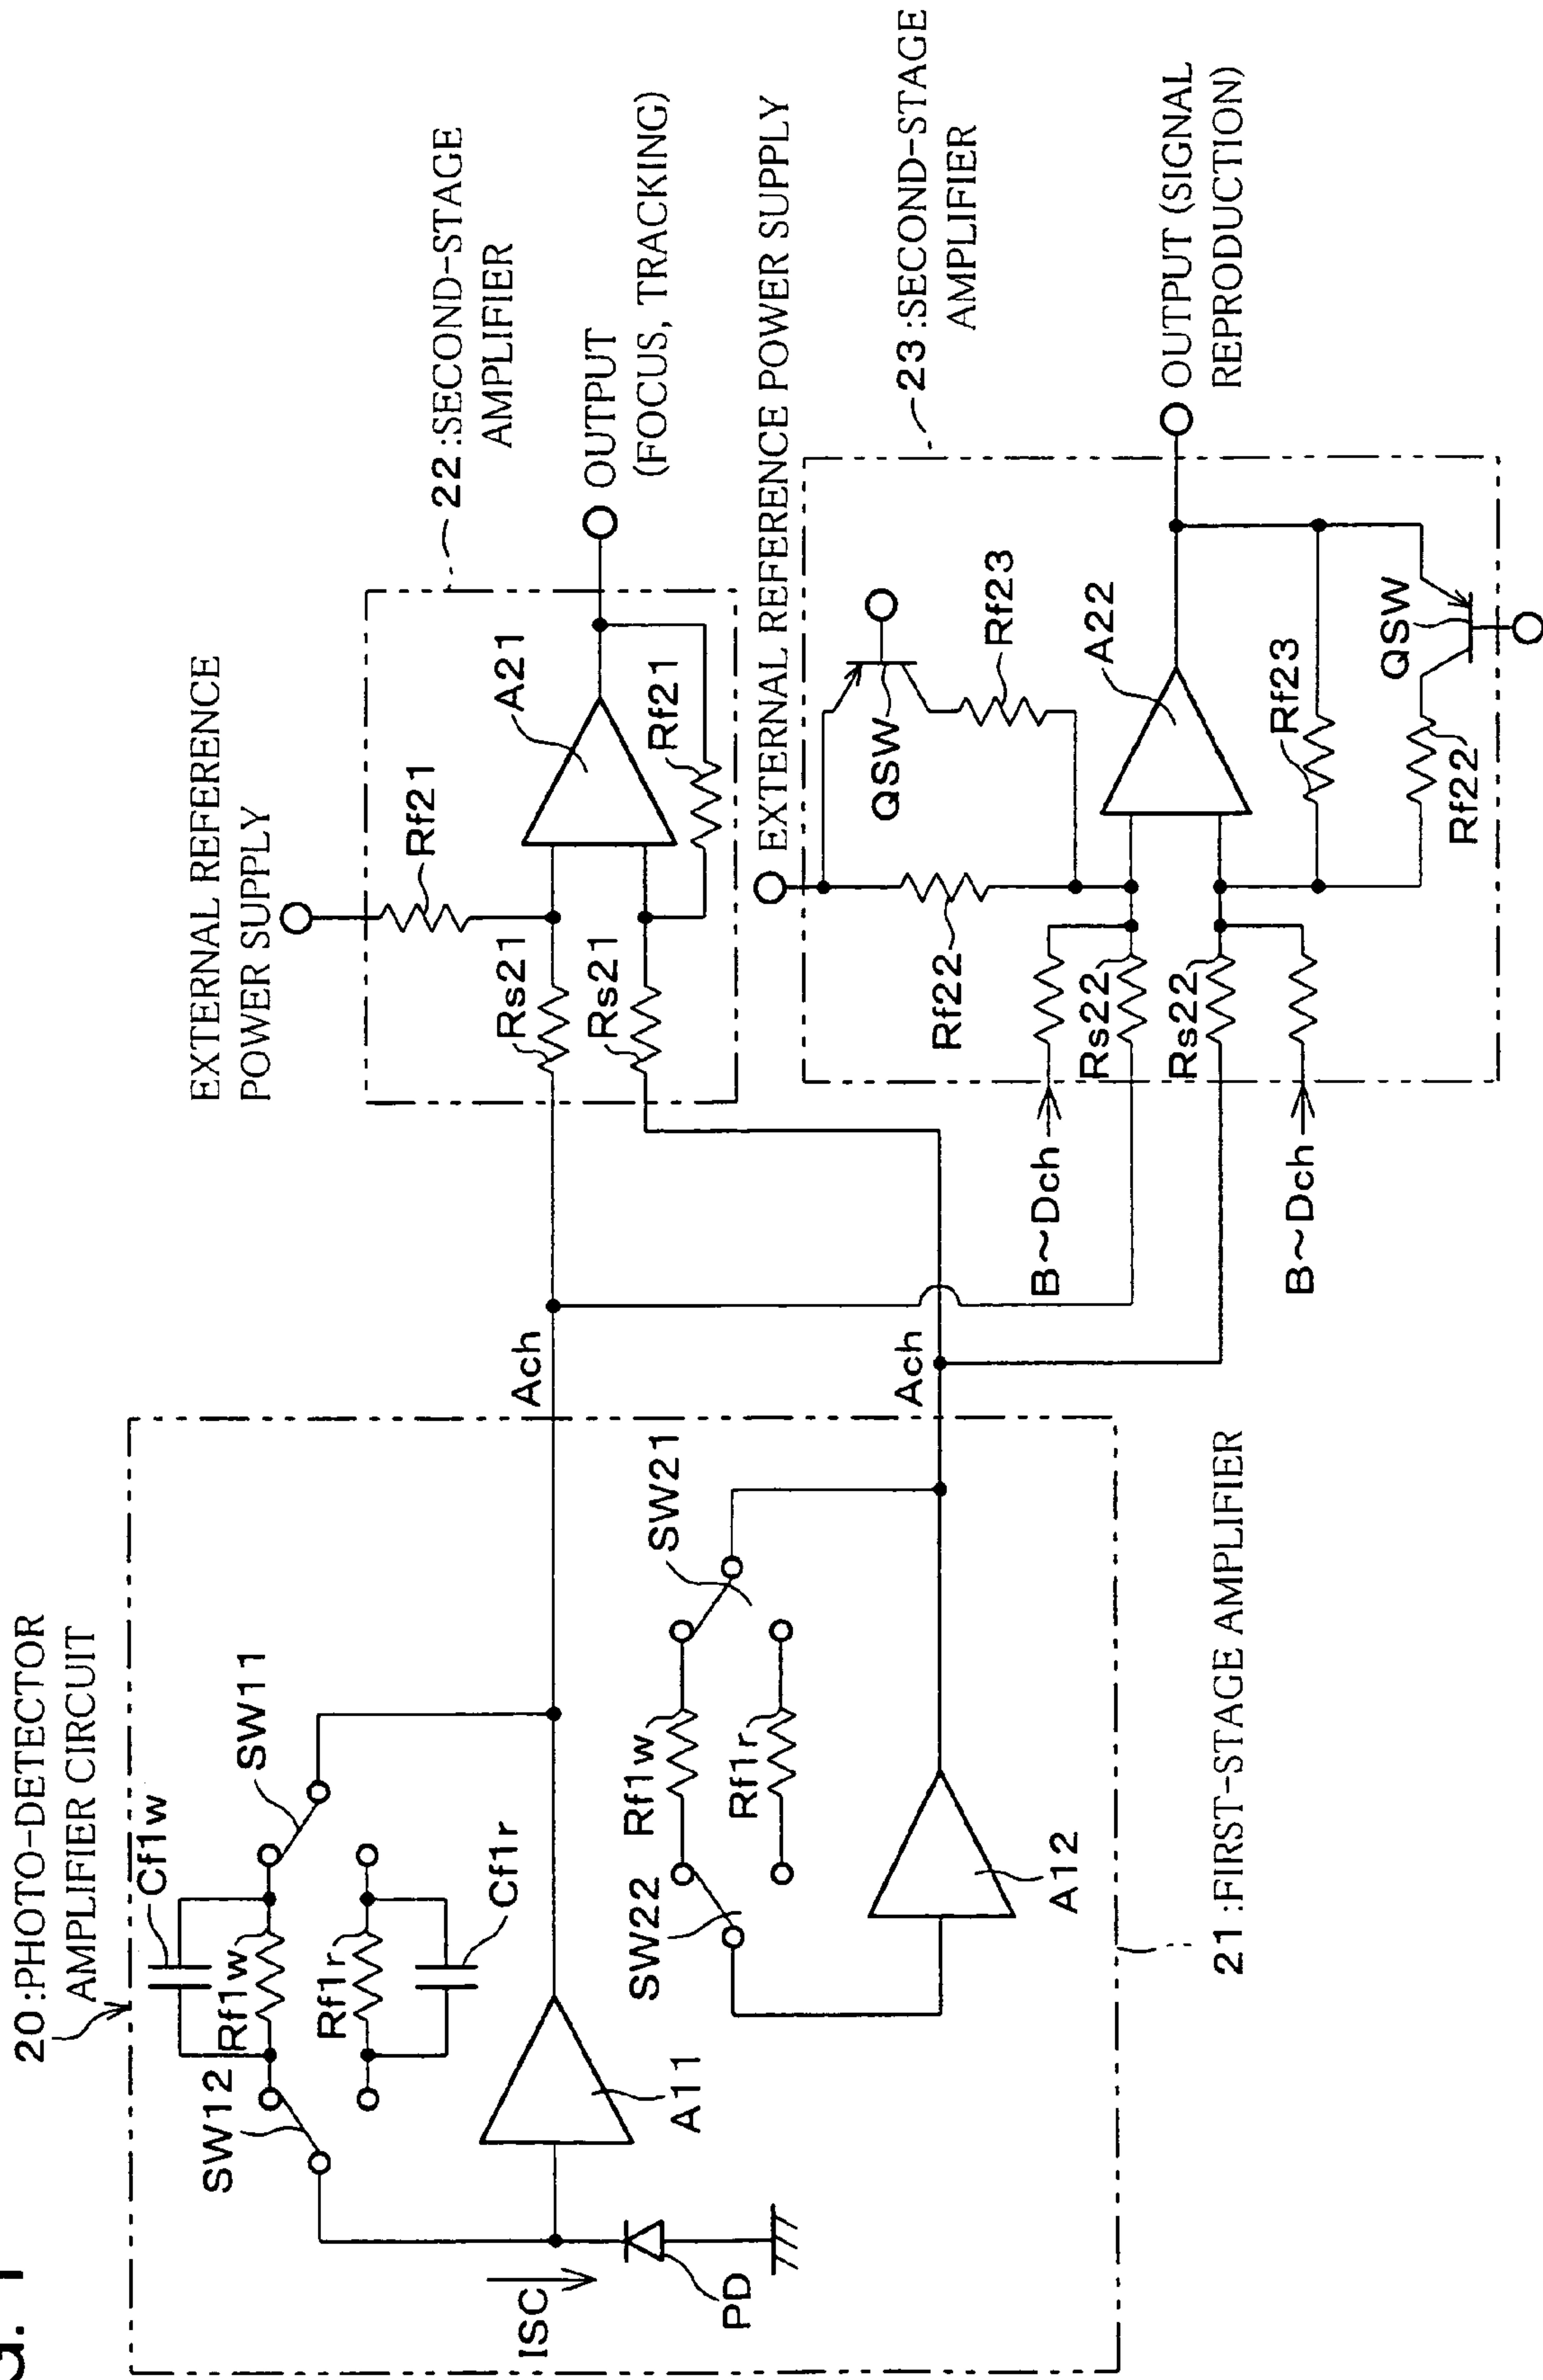 20:PHOTO-DETECTOR
AMPLIFIER CIRCUIT
SW12
Cf1w
Rf1w
SW11
Rf1r
Cf1r
A11
ISC
PD
SW22
Rf1w
SW21
Rf1r
A12
21:FIRST-STAGE AMPLIFIER
Ach
Ach
EXTERNAL REFERENCE
POWER SUPPLY
Rf21
Rs21
Rs21
A21
Rf21
22:SECOND-STAGE
AMPLIFIER
OUTPUT
(FOCUS, TRACKING)
EXTERNAL REFERENCE POWER SUPPLY
23:SECOND-STAGE
AMPLIFIER
QSW
Rf23
Rf22
B~Dch
Rs22
Rs22
B~Dch
A22
Rf23
Rf22
QSW
OUTPUT (SIGNAL
REPRODUCTION)